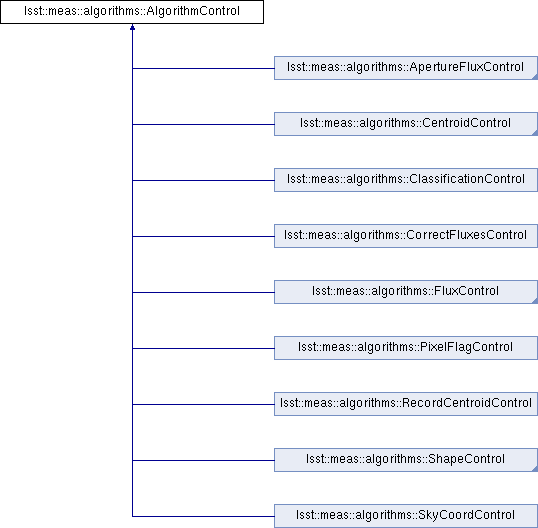 lsst::meas::algorithms::AlgorithmControl
lsst::meas::algorithms::ApertureFluxControl
lsst::meas::algorithms::CentroidControl
lsst::meas::algorithms::ClassificationControl
lsst::meas::algorithms::CorrectFluxesControl
lsst::meas::algorithms::FluxControl
lsst::meas::algorithms::PixelFlagControl
lsst::meas::algorithms::RecordCentroidControl
lsst::meas::algorithms::ShapeControl
lsst::meas::algorithms::SkyCoordControl